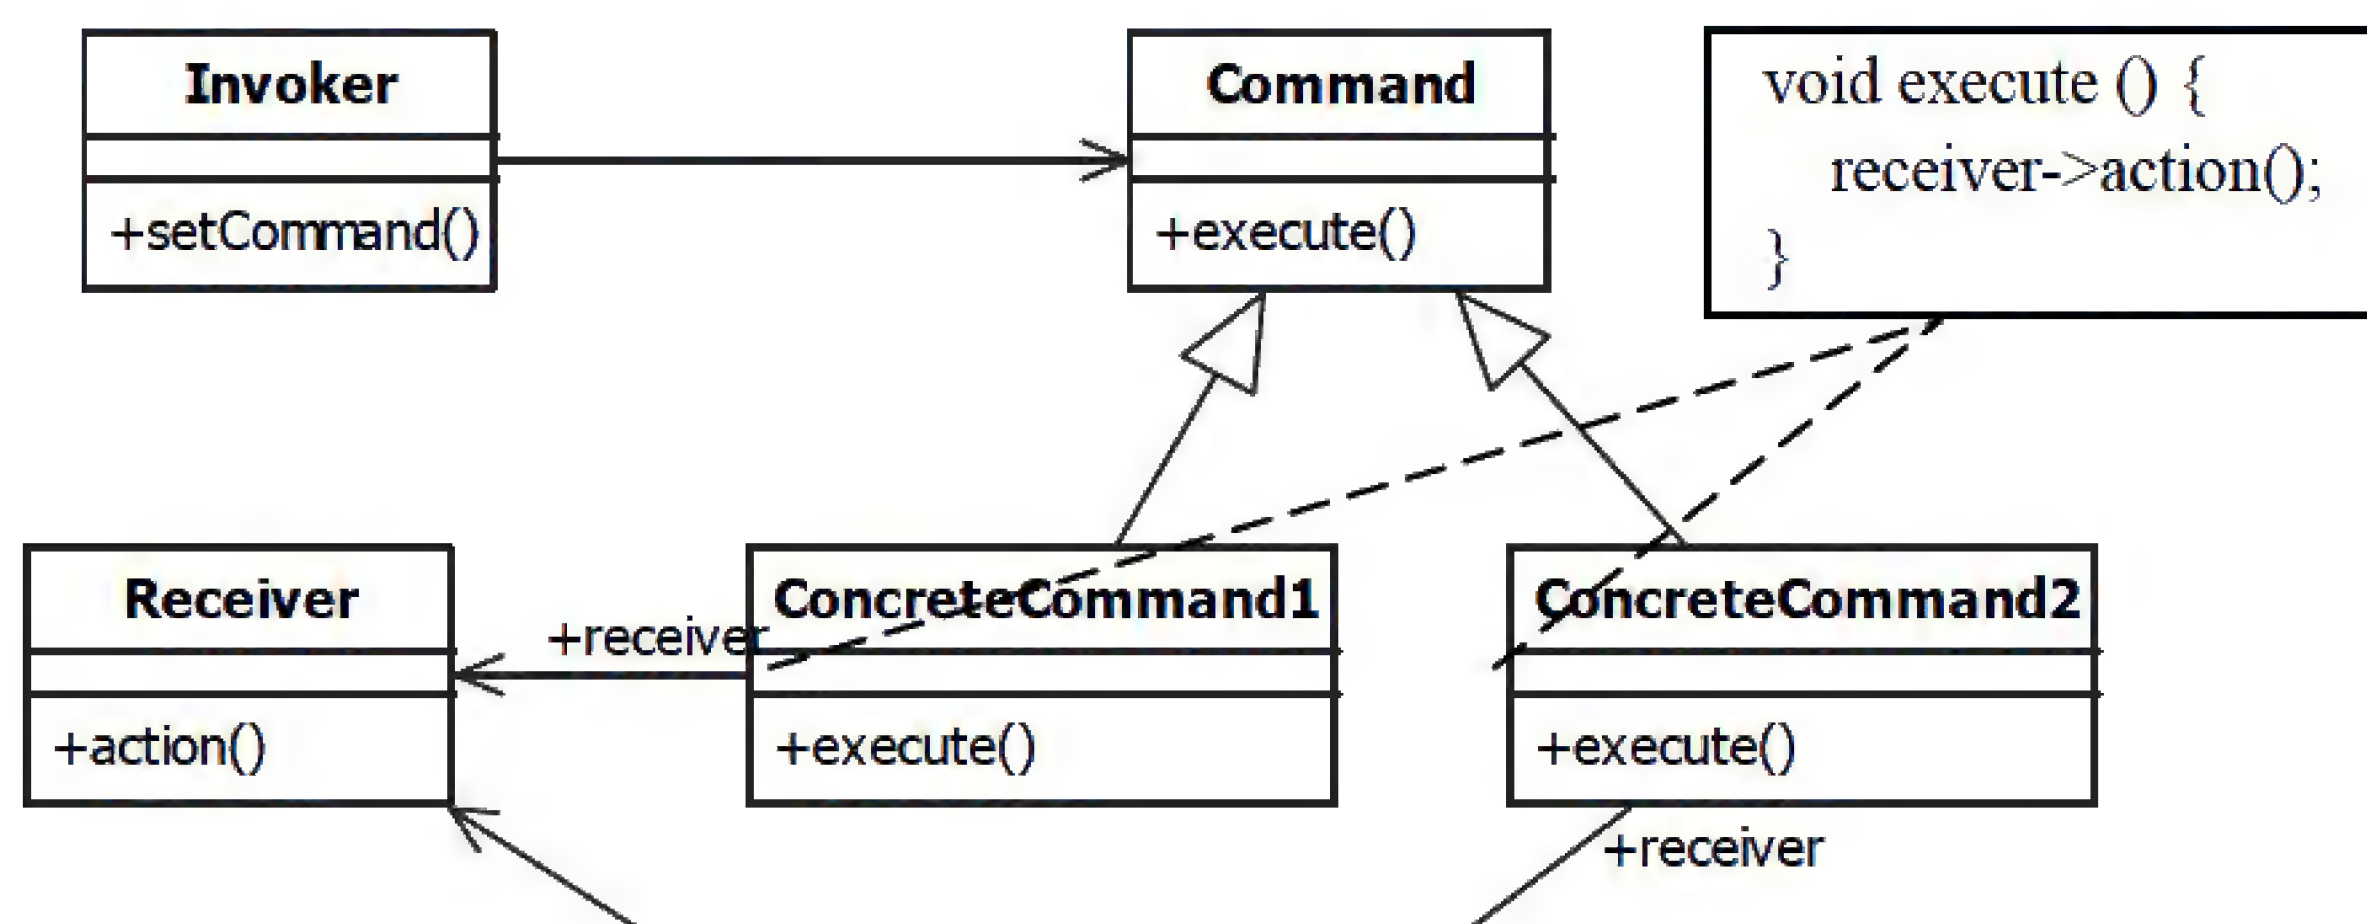 Invoker
+setCommand()
Command
+execute()
void execute () {
receiver->action();
}
Receiver
+action()
+receiver
ConcreteCommand1
+execute()
ConcreteCommand2
+execute()
+receiver